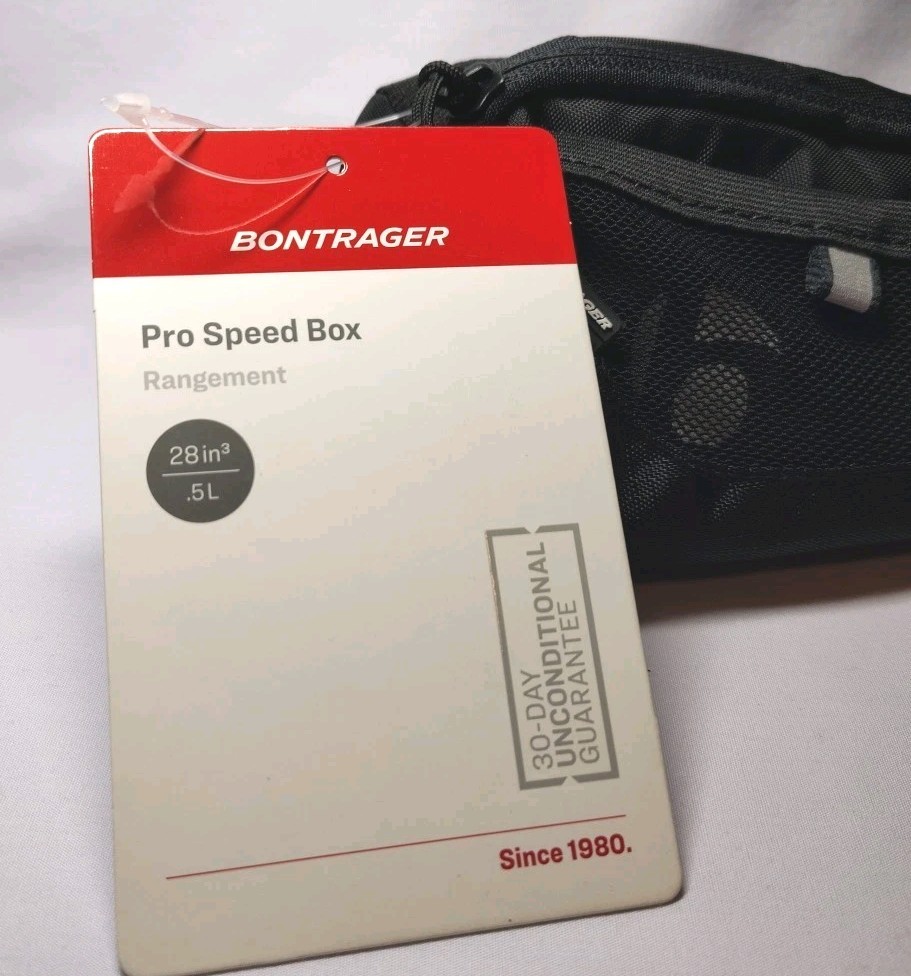 BONTRAGER
Pro Speed Box
Rangement
28in³
.5L
30-DAY
UNCONDITIONAL
GUARANTEE
Since 1980.